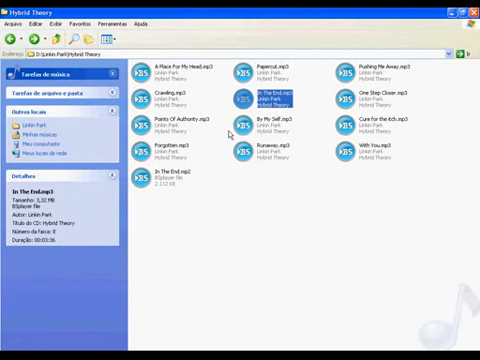 Hybrid Theory
Arquivo Editar Exibir Favoritos Ferramentas Ajuda
Endereço D:\Linkin Park\Hybrid Theory
Tarefas de música
Tarefas de arquivo e pasta
Outros locais
Linkin Park
Minhas músicas
Meu computador
Meus locais de rede
Detalhes
In The End.mp3
Tamanho: 3,32 MB
BSplayer file
Autor: Linkin Park
Título do CD: Hybrid Theory
Número da faixa: 8
Duração: 00:03:36
A Place For My Head.mp3
Linkin Park
Hybrid Theory
Papercut.mp3
Linkin Park
Hybrid Theory
Pushing Me Away.mp3
Linkin Park
Hybrid Theory
Crawling.mp3
Linkin Park
Hybrid Theory
In The End.mp3
Linkin Park
Hybrid Theory
One Step Closer.mp3
Linkin Park
Hybrid Theory
Points Of Authority.mp3
Linkin Park
Hybrid Theory
By My Self.mp3
Linkin Park
Hybrid Theory
Cure for the itch.mp3
Linkin Park
Hybrid Theory
Forgotten.mp3
Linkin Park
Hybrid Theory
Runaway.mp3
Linkin Park
Hybrid Theory
With You.mp3
Linkin Park
Hybrid Theory
In The End.mp2
BSplayer file
2.112 KB